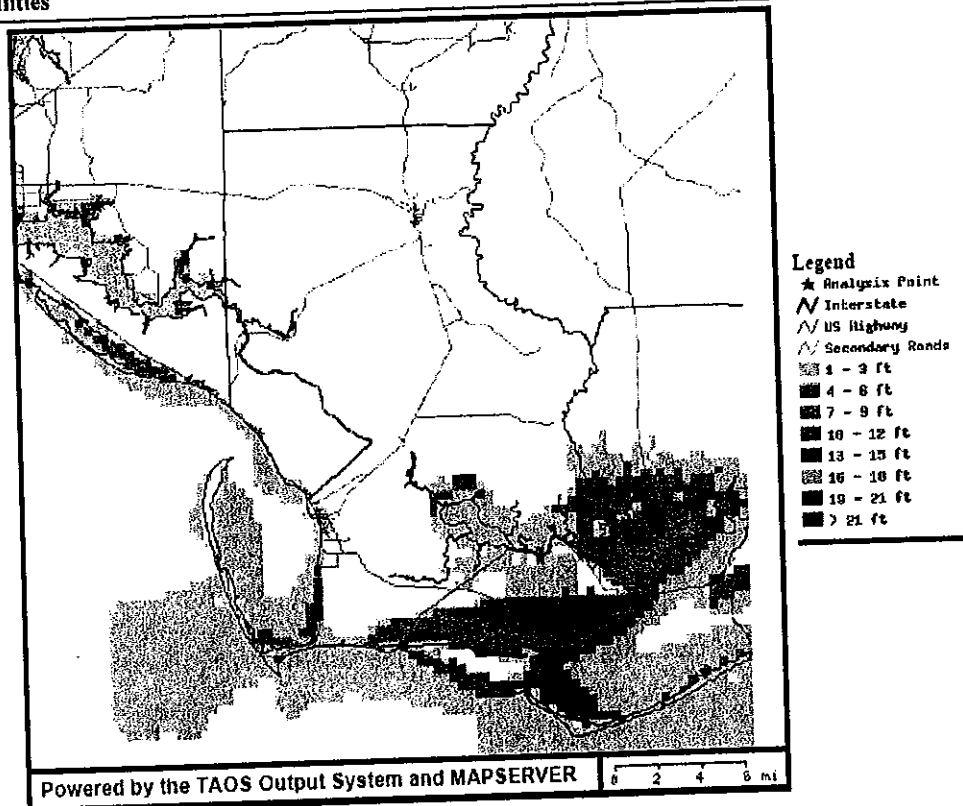 Legend
Analysis Point
Interstate
US Highway
Secondary Roads
1 - 3 ft
4 - 6 ft
7 - 9 ft
10 - 12 ft
13 - 15 ft
16 - 18 ft
19 - 21 ft
> 21 ft
Powered by the TAOS Output System and MAPSERVER
0 2 4 6 mi